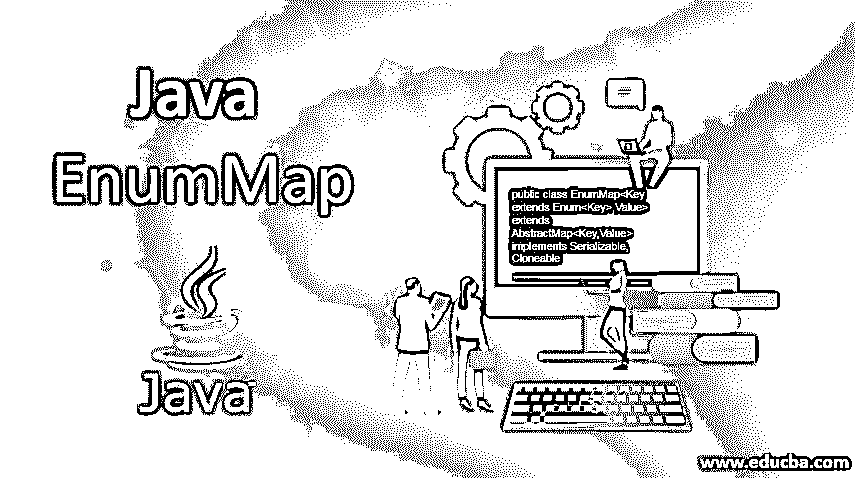 Java
EnumMap
public class EnumMap<Key
extends Enum<Key>,Value>
extends
AbstractMap<Key,Value>
implements Serializable,
Cloneable
Java
www.educba.com